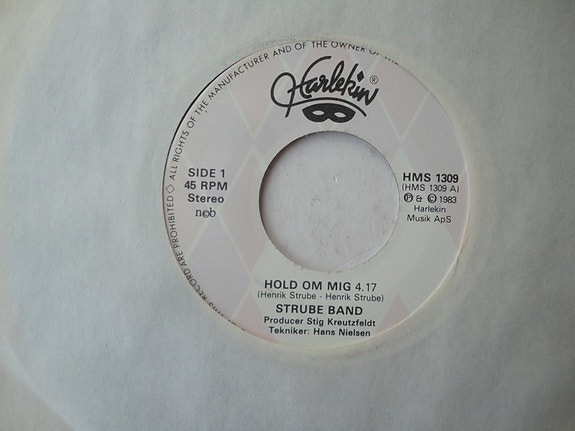 ALL RIGHTS OF THE MANUFACTURER AND OF THE OWNER OF THE
RECORD ARE PROHIBITED
Harlekin ®
SIDE 1
45 RPM
Stereo
ncb
HMS 1309
(HMS 1309 A)
℗ & © 1983
Harlekin
Musik ApS
HOLD OM MIG 4.17
(Henrik Strube - Henrik Strube)
STRUBE BAND
Producer Stig Kreutzfeldt
Tekniker: Hans Nielsen